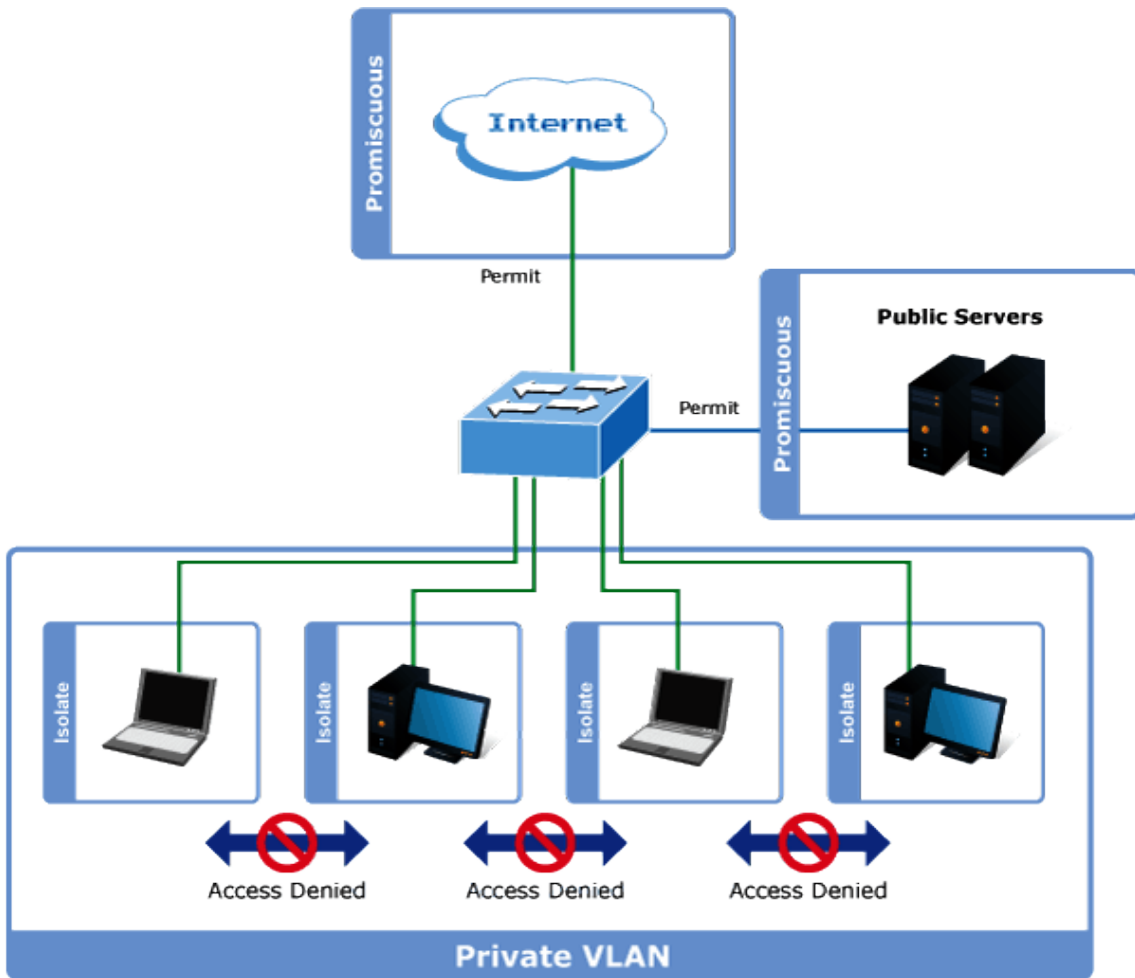 Promiscuous
Internet
Permit
Public Servers
Permit
Promiscuous
Isolate
Isolate
Isolate
Isolate
Access Denied
Access Denied
Access Denied
Private VLAN